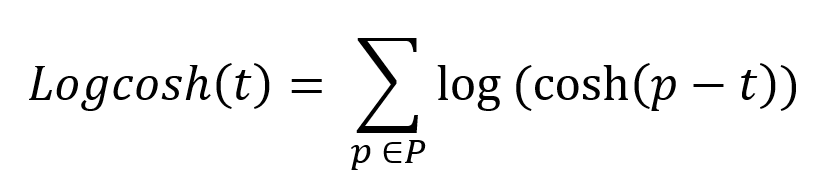 Logcosh(t) = ∑ log (cosh(p − t))
p ∈P